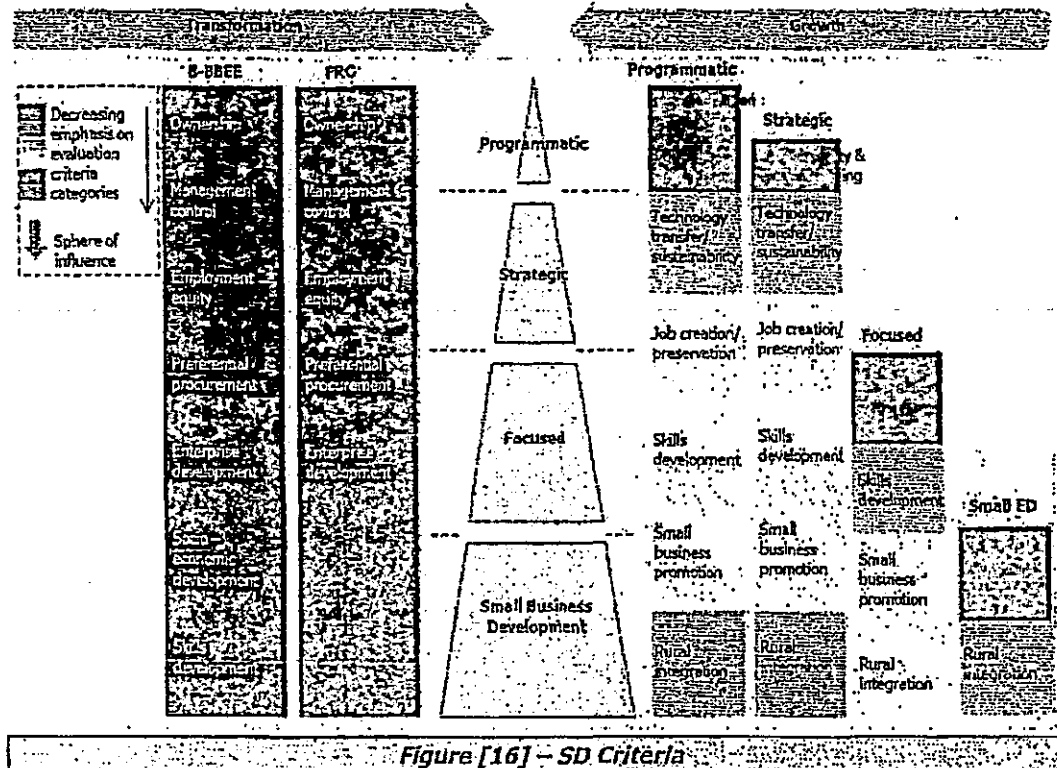 Transformation
Growth
B-BBEE
FRC
Programmatic
Strategic
Decreasing
emphasis on
evaluation
criteria
categories
Sphere of
influence
Ownership
Management
control
Employment
equity
Preferential
procurement
Enterprise
development
development
development
Ownership
Management
control
Employment
equity
Preferential
procurement
Enterprise
development
Programmatic
Strategic
Focused
Small Business
Development
Technology
transfer/
sustainability
Job creation/
preservation
Skills
development
Small
business
promotion
Rural
integration
y &
ing
Technology
transfer/
sustainability
Job creation/
preservation
Skills
development
Small
business
promotion
Rural
Focused
Skills
development
Small
business
promotion
Rural
integration
Small ED
Rural
integration
Figure [16] – SD Criteria